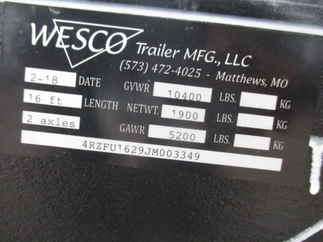 WESCO Trailer MFG., LLC
(573) 472-4025 - Matthews, MO
2-18 DATE GVWR 10400 LBS. KG
16 ft LENGTH NETWT. 1900 LBS. KG
2 axles GAWR 5200 LBS. KG
4RZFU1629JM003349